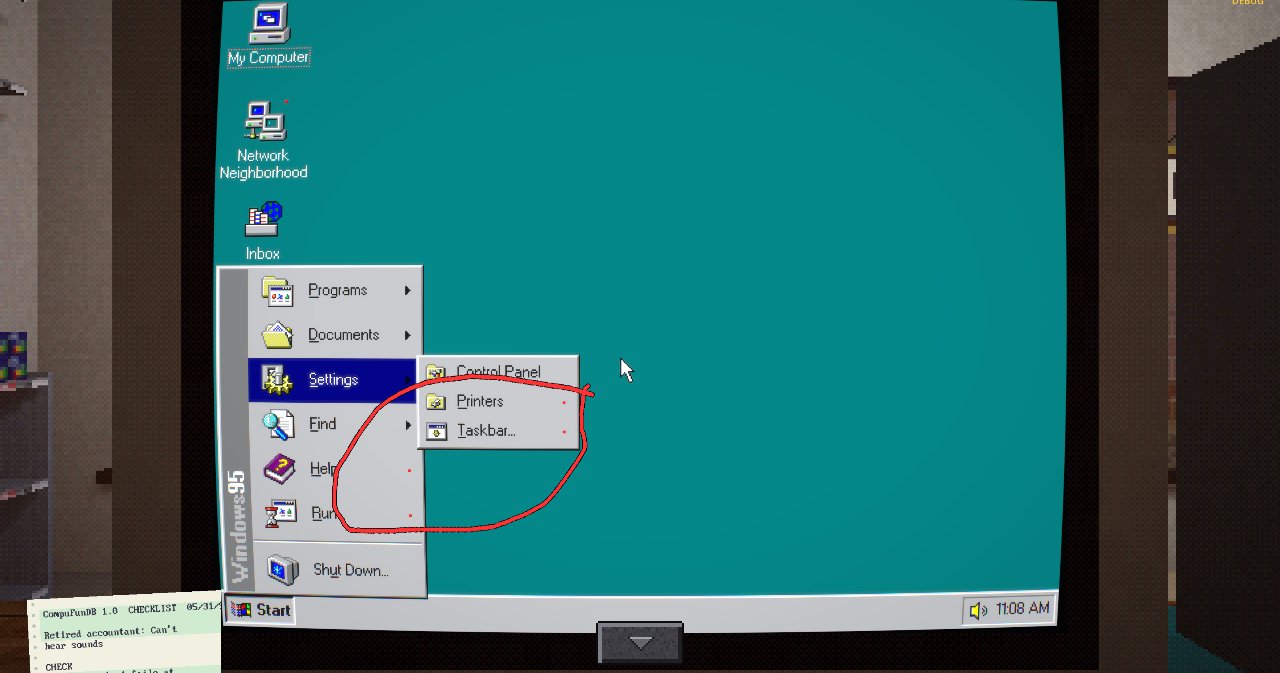 DEBUG
My Computer
Network
Neighborhood
Inbox
Programs
Documents
Settings
Find
Help
Run
Shut Down...
Windows95
Control Panel
Printers
Taskbar...
Start
11:08 AM
CompuFunDB 1.0 CHECKLIST 05/31/
Retired accountant: Can't
hear sounds
CHECK